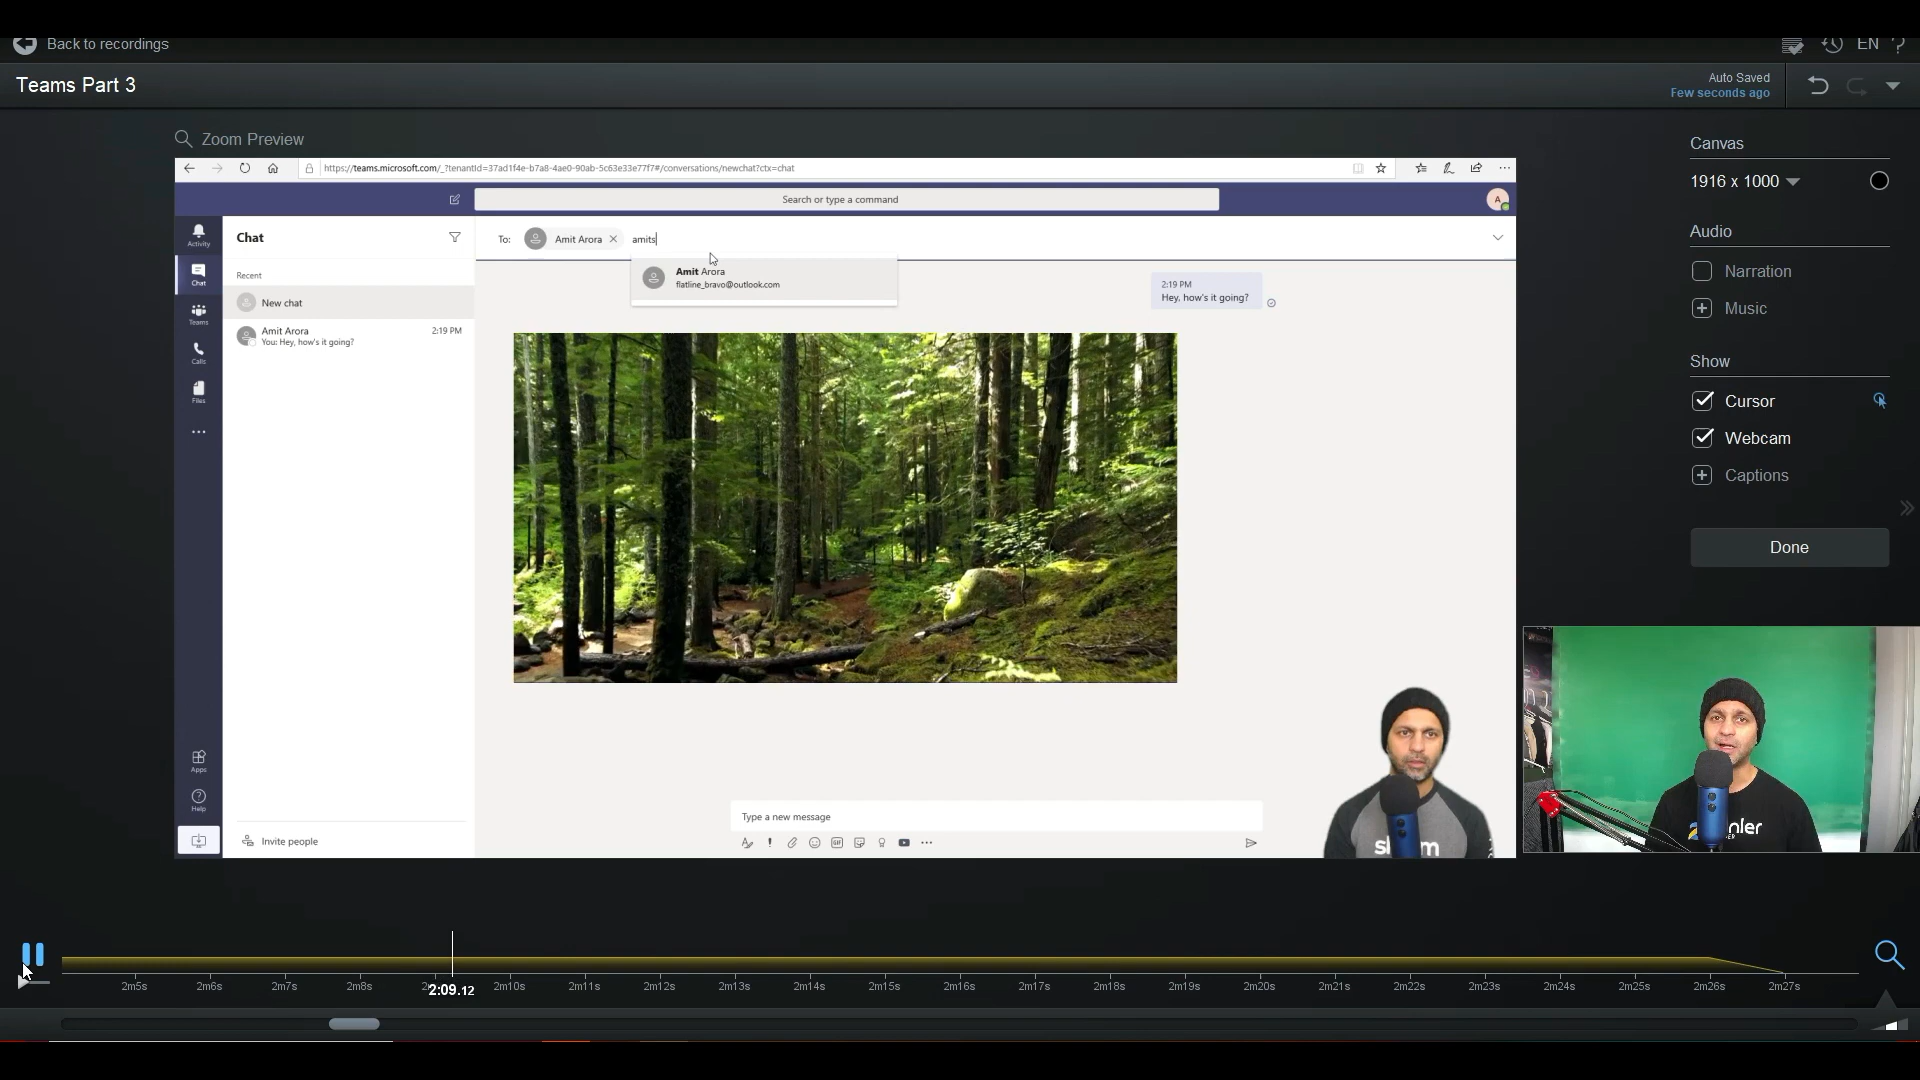 Back to recordings
EN ?
Teams Part 3
Auto Saved
Few seconds ago
Zoom Preview
https://teams.microsoft.com/_?tenantId=37ad1f4e-b7a8-4ae0-90ab-5c63e33e77f7#/conversations/newchat?ctx=chat
Search or type a command
A
Activity
Chat
Teams
Calls
Files
Apps
Help
Chat
Recent
New chat
Amit Arora
2:19 PM
You: Hey, how's it going?
Invite people
To: Amit Arora amits
Amit Arora
flatline_bravo@outlook.com
2:19 PM
Hey, how's it going?
Type a new message
GIF
Canvas
1916 x 1000
Audio
Narration
Music
Show
Cursor
Webcam
Captions
Done
2:09.12
2m5s 2m6s 2m7s 2m8s 2m10s 2m11s 2m12s 2m13s 2m14s 2m15s 2m16s 2m17s 2m18s 2m19s 2m20s 2m21s 2m22s 2m23s 2m24s 2m25s 2m26s 2m27s